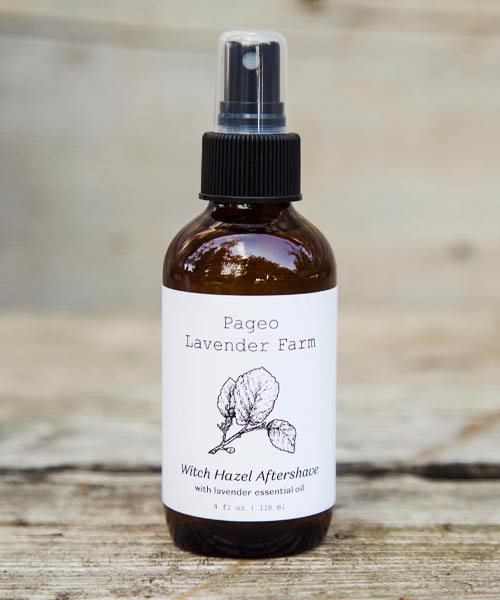 Pageo
Lavender Farm
Witch Hazel Aftershave
with lavender essential oil
4 fl oz | 118 ml